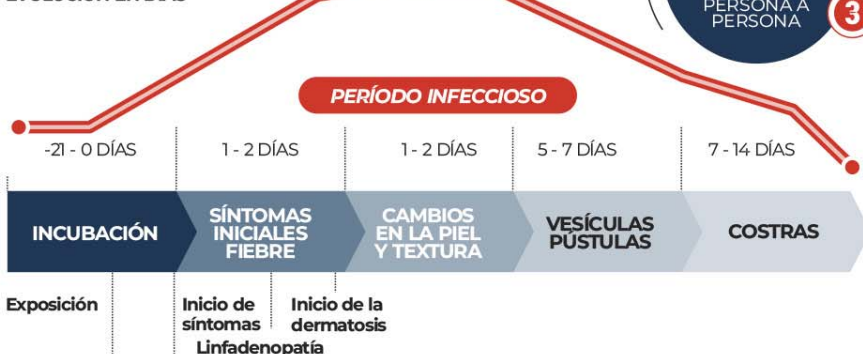 PERSONA A
PERSONA
3
PERÍODO INFECCIOSO
-21 - 0 DÍAS
1 - 2 DÍAS
1 - 2 DÍAS
5 - 7 DÍAS
7 - 14 DÍAS
INCUBACIÓN
SÍNTOMAS
INICIALES
FIEBRE
CAMBIOS
EN LA PIEL
Y TEXTURA
VESÍCULAS
PÚSTULAS
COSTRAS
Exposición
Inicio de
síntomas
Inicio de la
dermatosis
Linfadenopatía